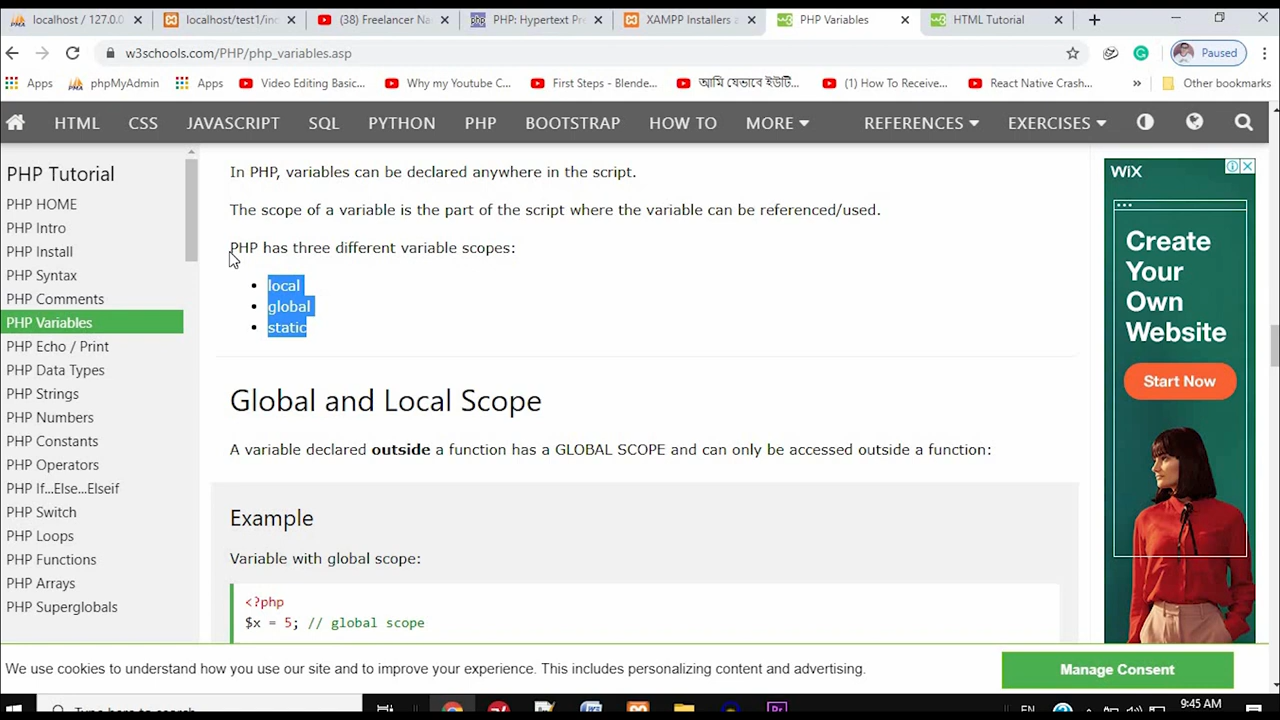 localhost / 127.0.0
localhost/test1/in
(38) Freelancer Na
PHP: Hypertext Pre
XAMPP Installers a
PHP Variables
HTML Tutorial
w3schools.com/PHP/php_variables.asp
Paused
Apps
phpMyAdmin
Apps
Video Editing Basic...
Why my Youtube C...
First Steps - Blende...
আমি যেভাবে ইউটি...
(1) How To Receive...
React Native Crash...
»
Other bookmarks
HTML
CSS
JAVASCRIPT
SQL
PYTHON
PHP
BOOTSTRAP
HOW TO
MORE
REFERENCES
EXERCISES
PHP Tutorial
PHP HOME
PHP Intro
PHP Install
PHP Syntax
PHP Comments
PHP Variables
PHP Echo / Print
PHP Data Types
PHP Strings
PHP Numbers
PHP Constants
PHP Operators
PHP If...Else...Elseif
PHP Switch
PHP Loops
PHP Functions
PHP Arrays
PHP Superglobals
In PHP, variables can be declared anywhere in the script.
The scope of a variable is the part of the script where the variable can be referenced/used.
PHP has three different variable scopes:
• local
• global
• static
Global and Local Scope
A variable declared outside a function has a GLOBAL SCOPE and can only be accessed outside a function:
Example
Variable with global scope:
<?php
$x = 5; // global scope
WiX
Create
Your
Own
Website
Start Now
We use cookies to understand how you use our site and to improve your experience. This includes personalizing content and advertising.
Manage Consent
Type here to search
EN
9:45 AM